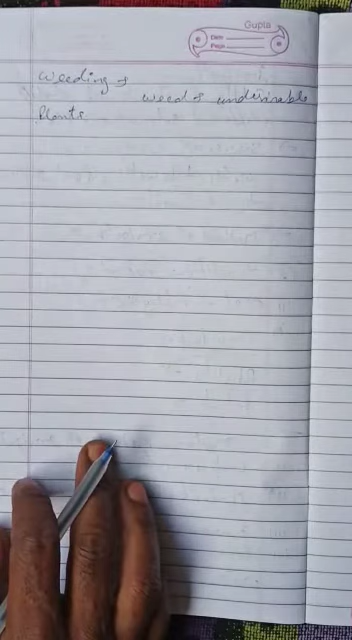 Gupta
Date
Page
Weeding →
weed → undesirable
Plants